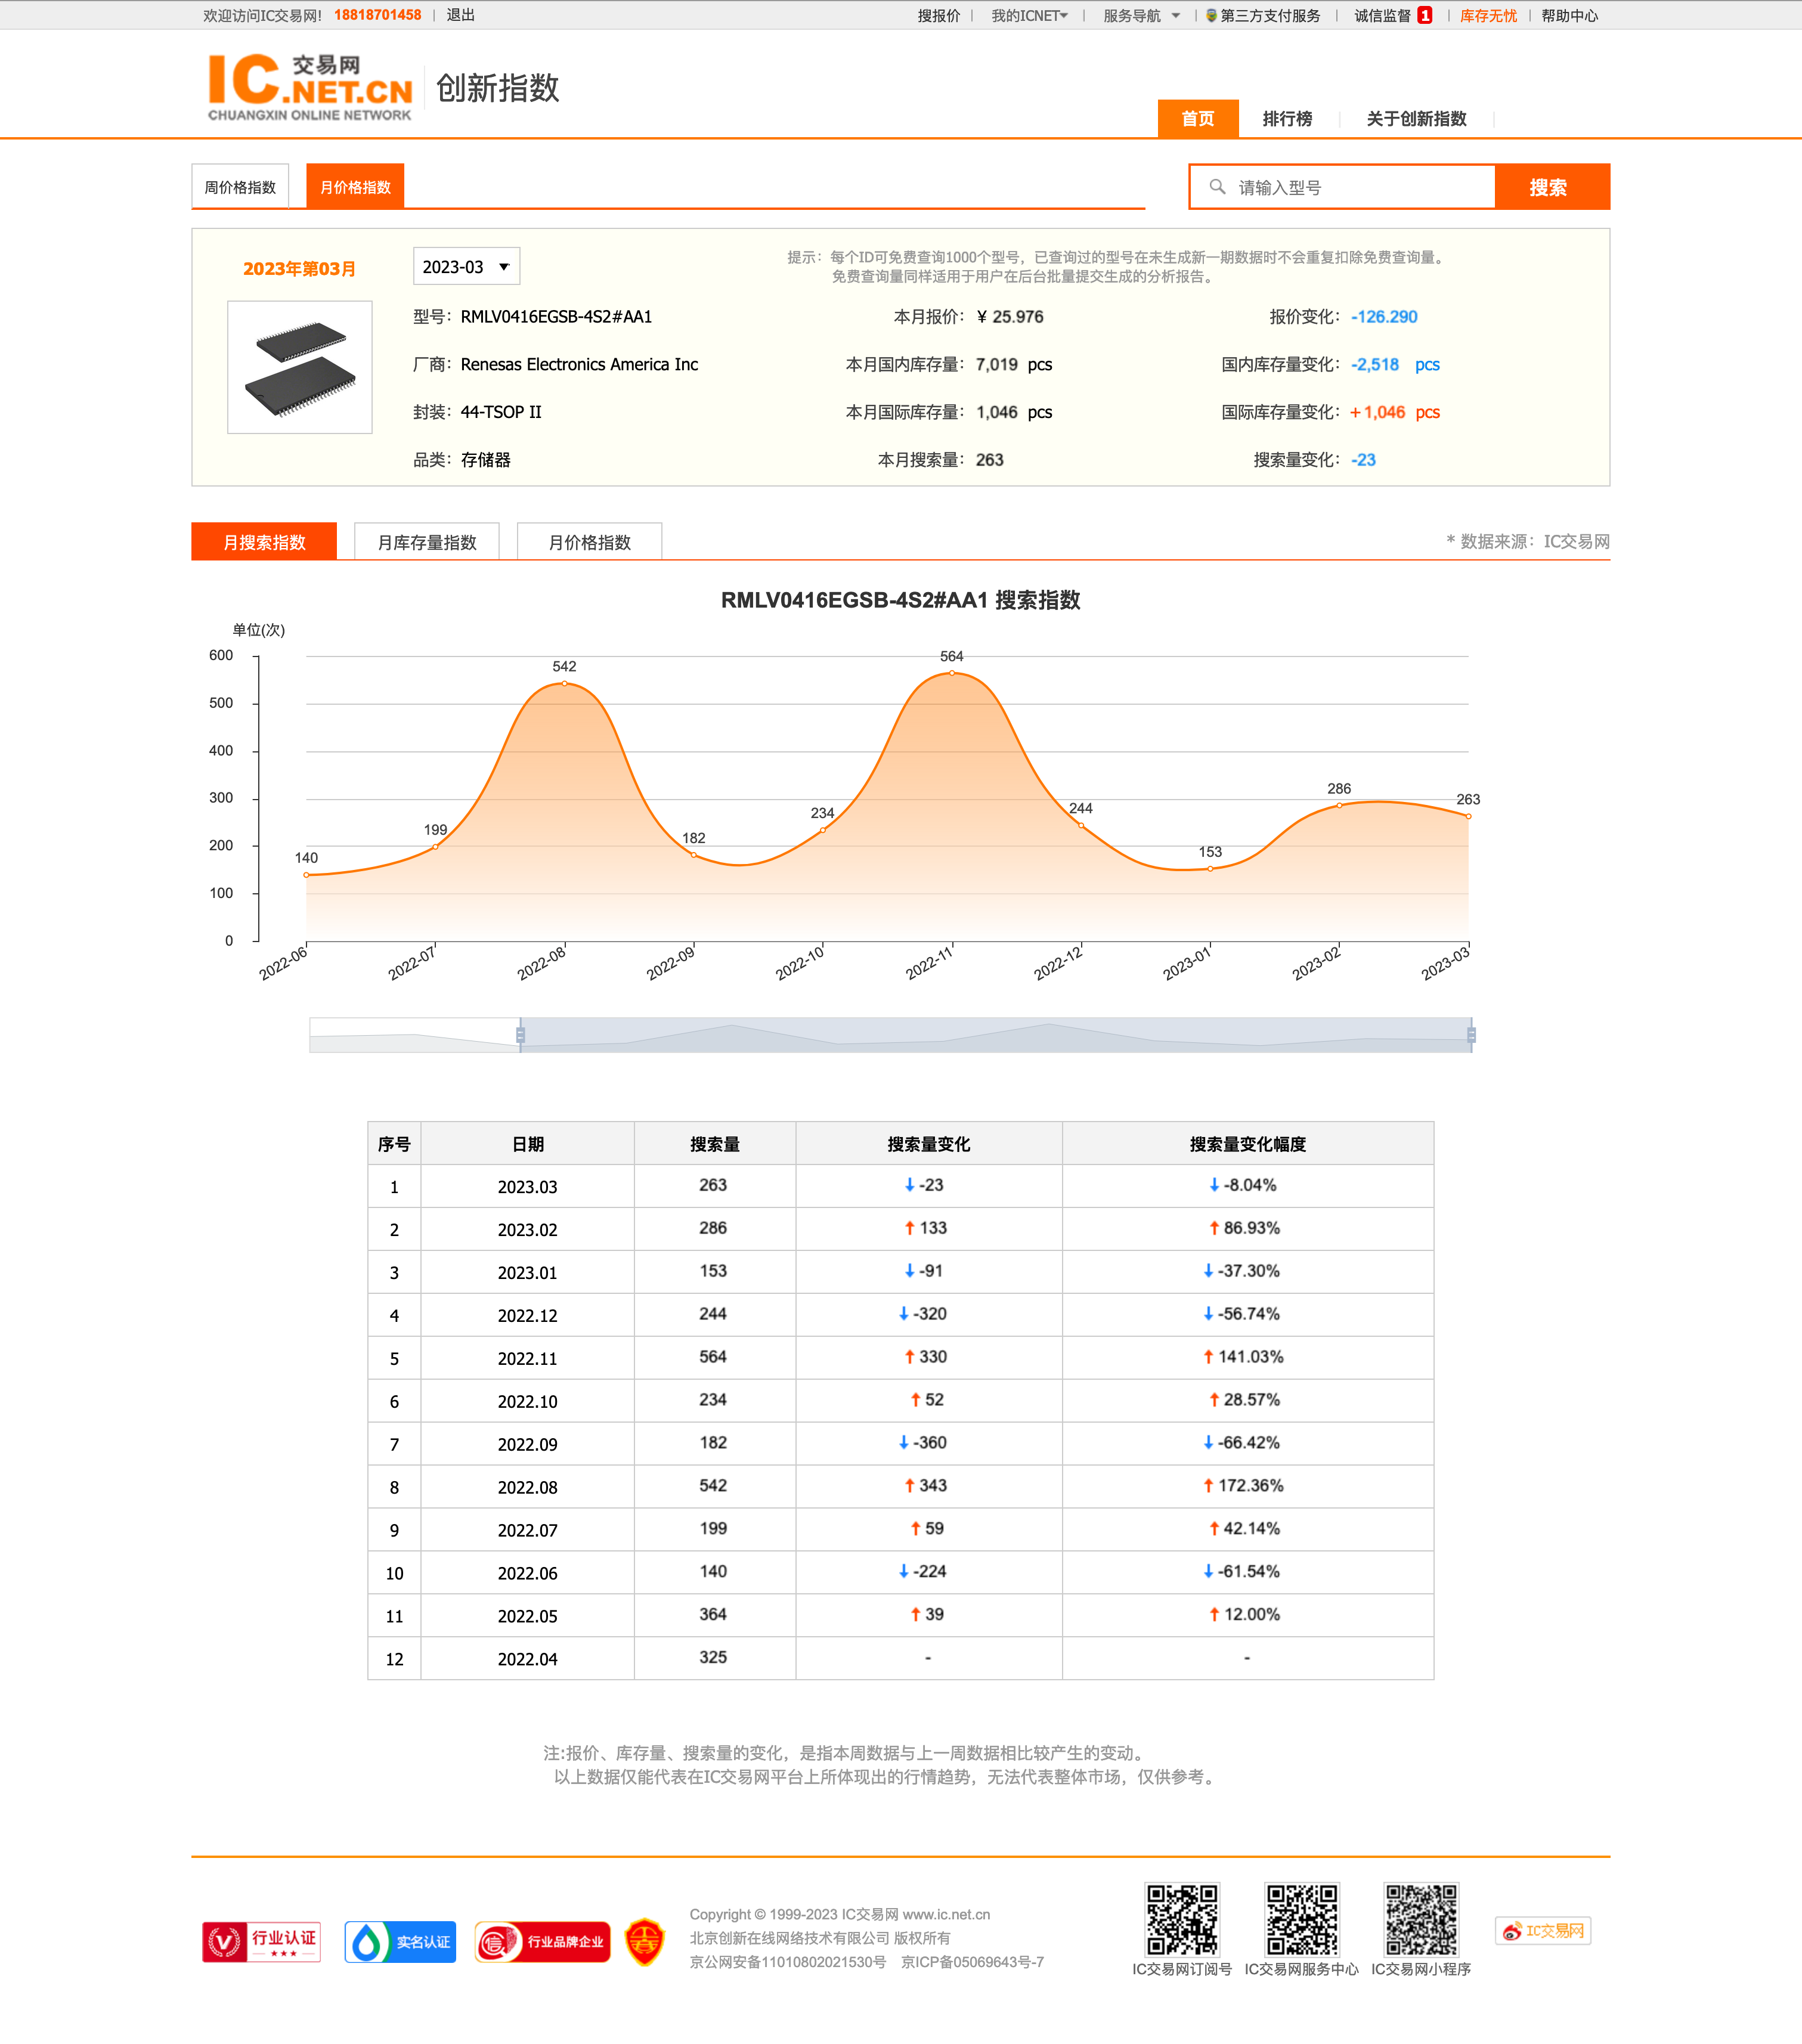 欢迎访问IC交易网! 18818701458 | 退出 搜报价 | 我的ICNET | 服务导航 | 第三方支付服务 | 诚信监督 1 | 库存无忧 | 帮助中心
IC.NET.CN 交易网
CHUANGXIN ONLINE NETWORK
创新指数
首页 排行榜 关于创新指数
周价格指数 月价格指数 请输入型号 搜索
2023年第03月 2023-03
提示：每个ID可免费查询1000个型号，已查询过的型号在未生成新一期数据时不会重复扣除免费查询量。
免费查询量同样适用于用户在后台批量提交生成的分析报告。
型号：RMLV0416EGSB-4S2#AA1 本月报价：¥ 25.976 报价变化：-126.290
厂商：Renesas Electronics America Inc 本月国内库存量：7,019 pcs 国内库存量变化：-2,518 pcs
封装：44-TSOP II 本月国际库存量：1,046 pcs 国际库存量变化：+1,046 pcs
品类：存储器 本月搜索量：263 搜索量变化：-23
月搜索指数 月库存量指数 月价格指数 * 数据来源：IC交易网
RMLV0416EGSB-4S2#AA1 搜索指数
单位(次)
600
500
400
300
200
100
0
140 199 542 182 234 564 244 153 286 263
2022-06 2022-07 2022-08 2022-09 2022-10 2022-11 2022-12 2023-01 2023-02 2023-03
序号 日期 搜索量 搜索量变化 搜索量变化幅度
1 2023.03 263 ↓ -23 ↓ -8.04%
2 2023.02 286 ↑ 133 ↑ 86.93%
3 2023.01 153 ↓ -91 ↓ -37.30%
4 2022.12 244 ↓ -320 ↓ -56.74%
5 2022.11 564 ↑ 330 ↑ 141.03%
6 2022.10 234 ↑ 52 ↑ 28.57%
7 2022.09 182 ↓ -360 ↓ -66.42%
8 2022.08 542 ↑ 343 ↑ 172.36%
9 2022.07 199 ↑ 59 ↑ 42.14%
10 2022.06 140 ↓ -224 ↓ -61.54%
11 2022.05 364 ↑ 39 ↑ 12.00%
12 2022.04 325 - -
注:报价、库存量、搜索量的变化，是指本周数据与上一周数据相比较产生的变动。
以上数据仅能代表在IC交易网平台上所体现出的行情趋势，无法代表整体市场，仅供参考。
行业认证 实名认证 信 行业品牌企业
Copyright © 1999-2023 IC交易网 www.ic.net.cn
北京创新在线网络技术有限公司 版权所有
京公网安备11010802021530号 京ICP备05069643号-7
IC交易网订阅号 IC交易网服务中心 IC交易网小程序
IC交易网